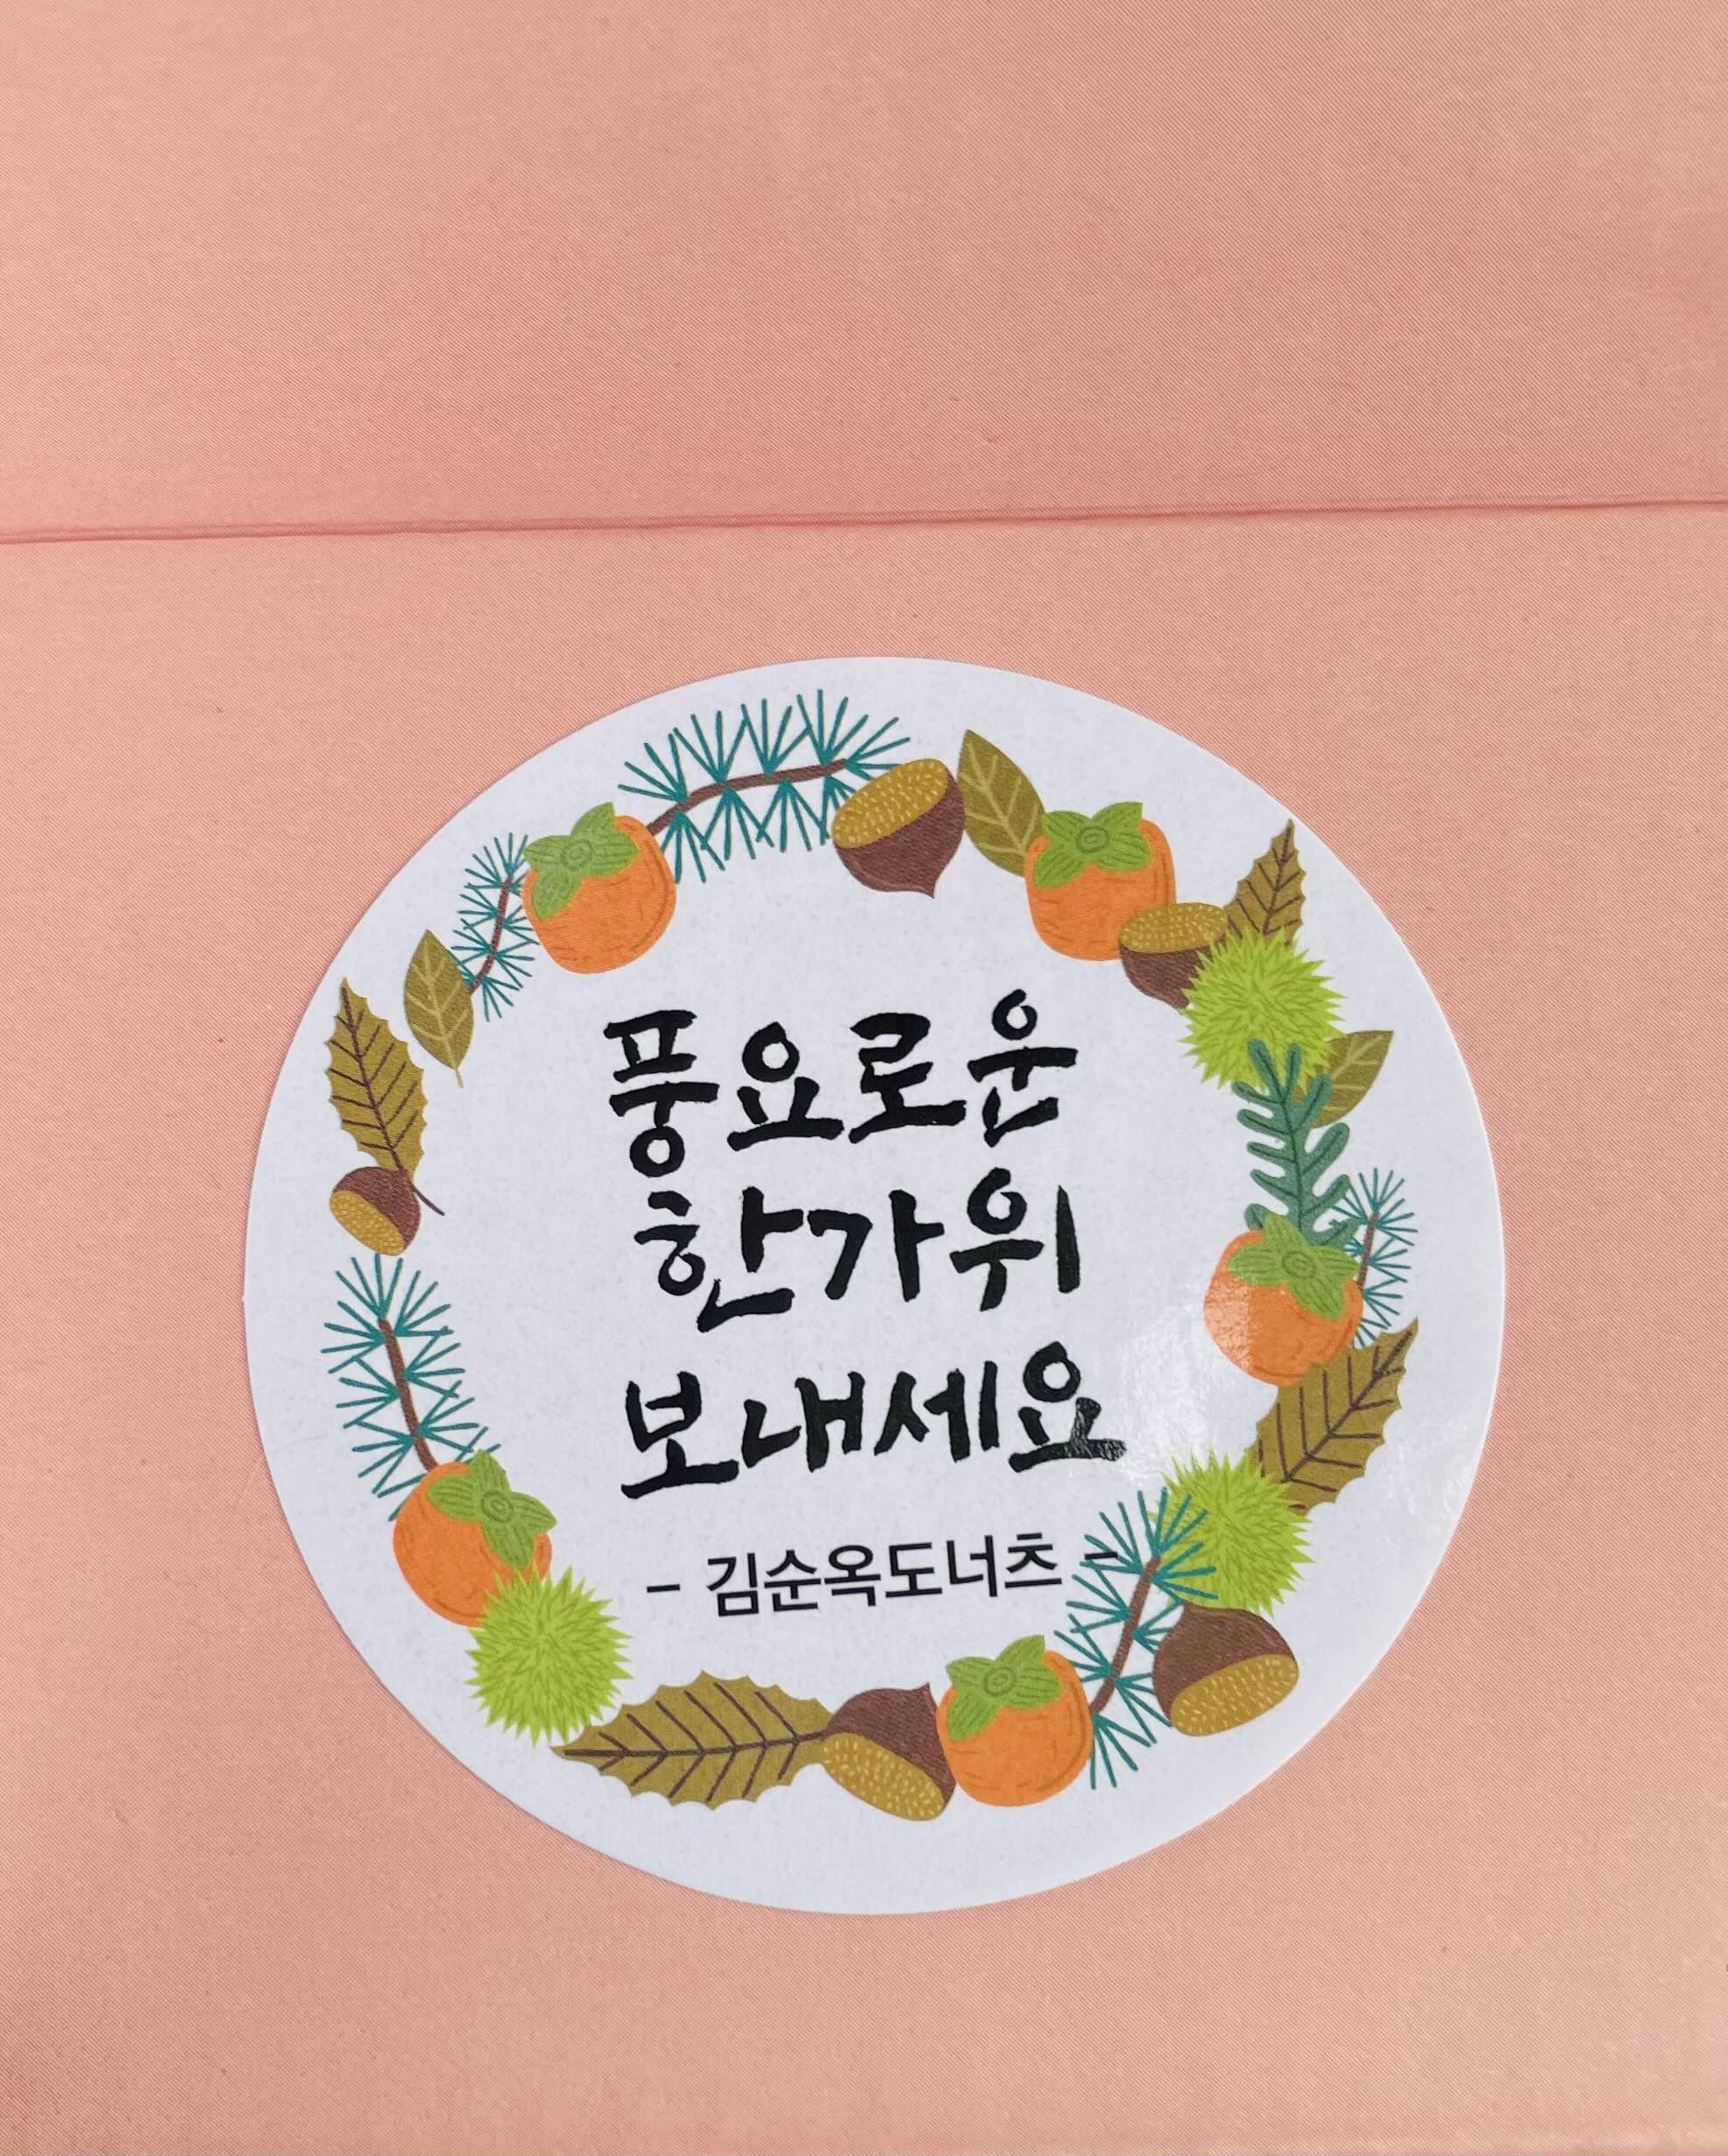 풍요로운
한가위
보내세요
- 김순옥도너츠 -